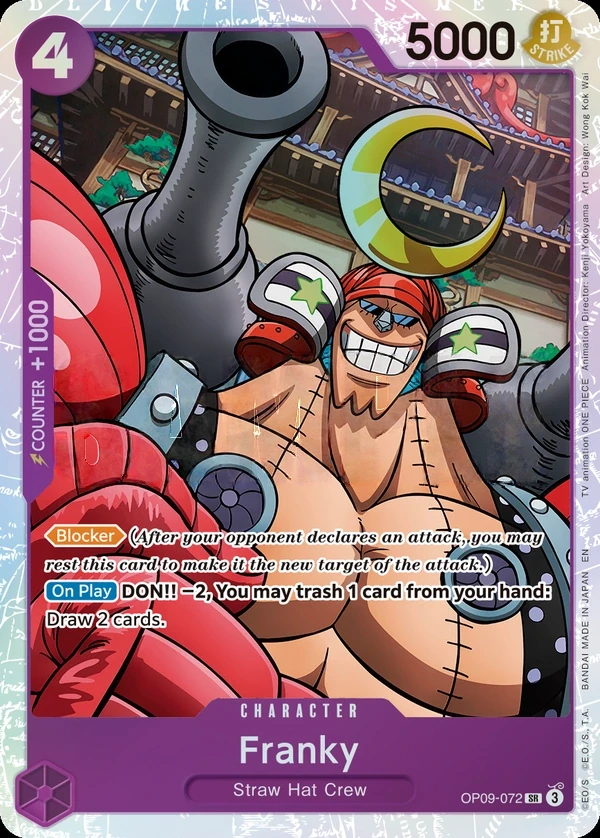 4
5000
打
STRIKE
COUNTER +1000
Blocker (After your opponent declares an attack, you may
rest this card to make it the new target of the attack.)
On Play DON!! −2, You may trash 1 card from your hand:
Draw 2 cards.
CHARACTER
Franky
Straw Hat Crew
OP09-072 SR 3
©EO/S ©E.O./S., T.A. BANDAI MADE IN JAPAN EN TV animation ONE PIECE Animation Director: Kenji Yokoyama Art Design: Wong Kok Wai